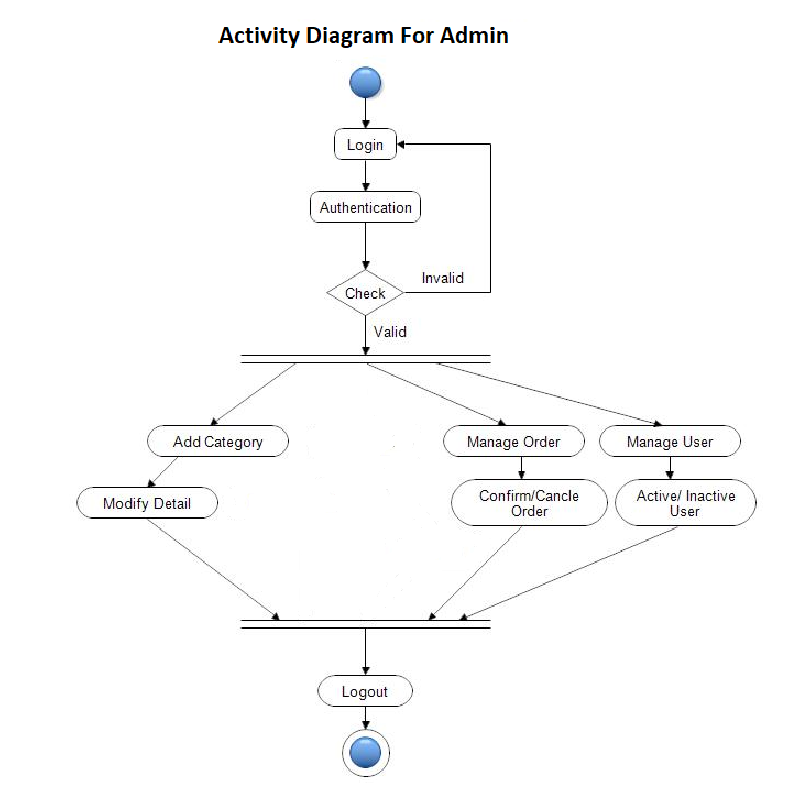 Activity Diagram For Admin
Login
Authentication
Invalid
Check
Valid
Add Category
Manage Order
Manage User
Modify Detail
Confirm/Cancle
Order
Active/ Inactive
User
Logout